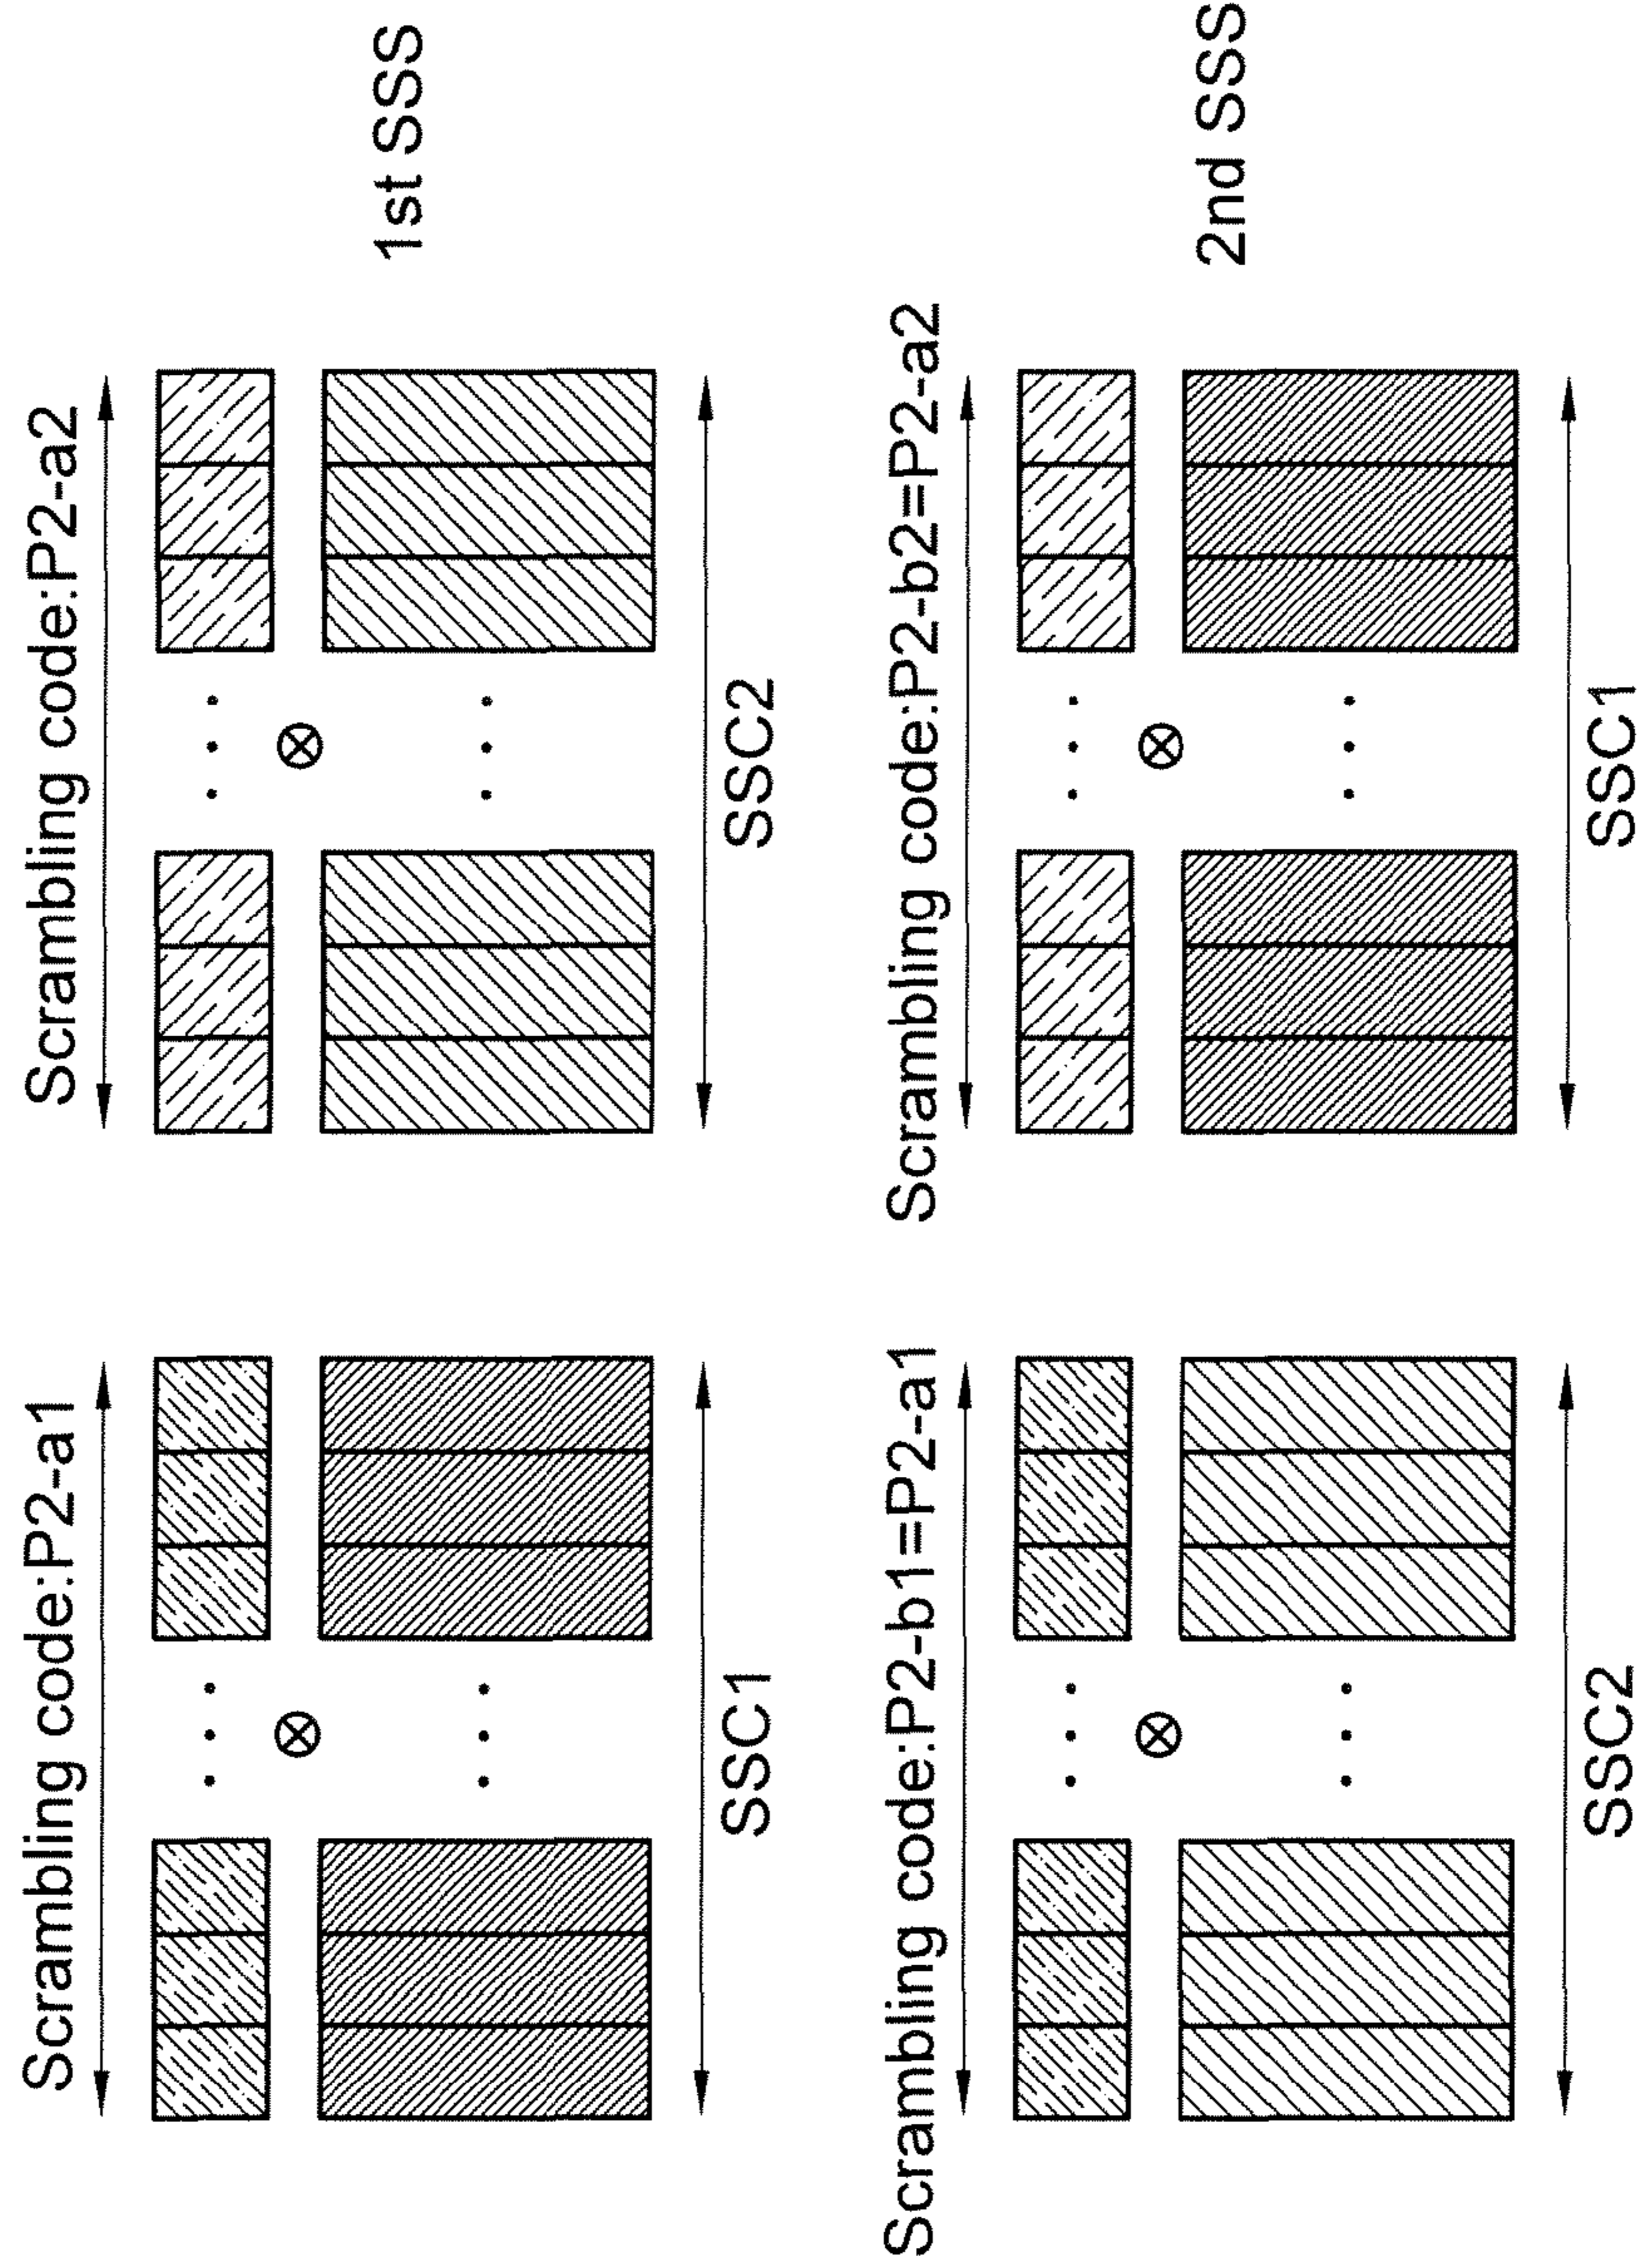 Scrambling code:P2-a1
Scrambling code:P2-a2
SSC1
SSC2
1st SSS
Scrambling code:P2-b1=P2-a1
Scrambling code:P2-b2=P2-a2
SSC2
SSC1
2nd SSS